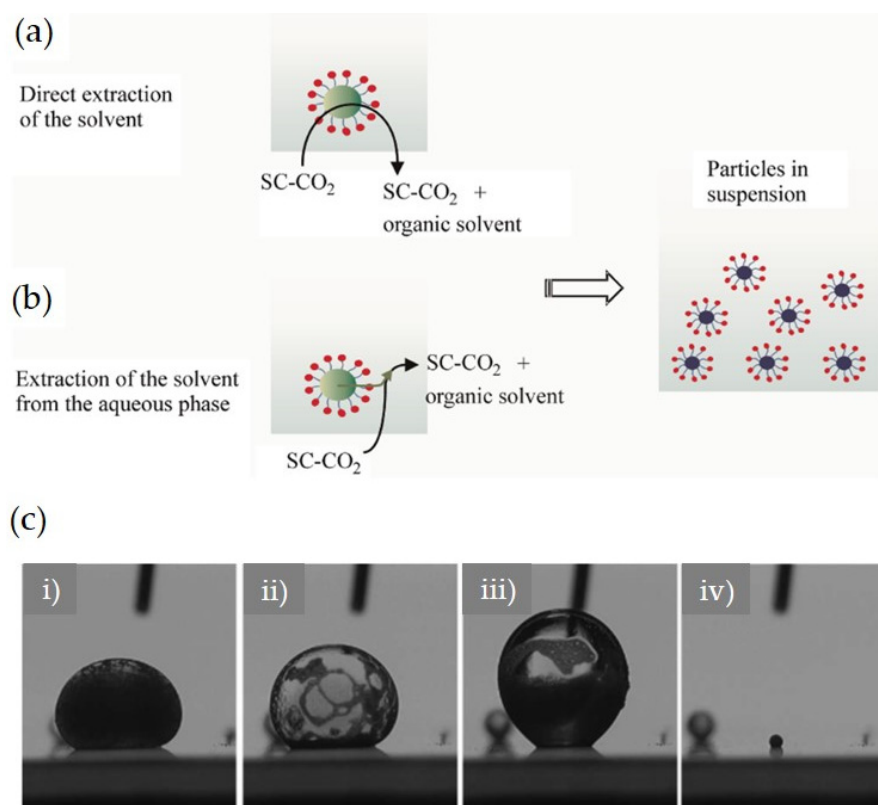 (a)
Direct extraction
of the solvent
SC-CO₂
SC-CO₂ +
organic solvent
Particles in
suspension
(b)
Extraction of the solvent
from the aqueous phase
SC-CO₂ +
organic solvent
SC-CO₂
(c)
i)
ii)
iii)
iv)